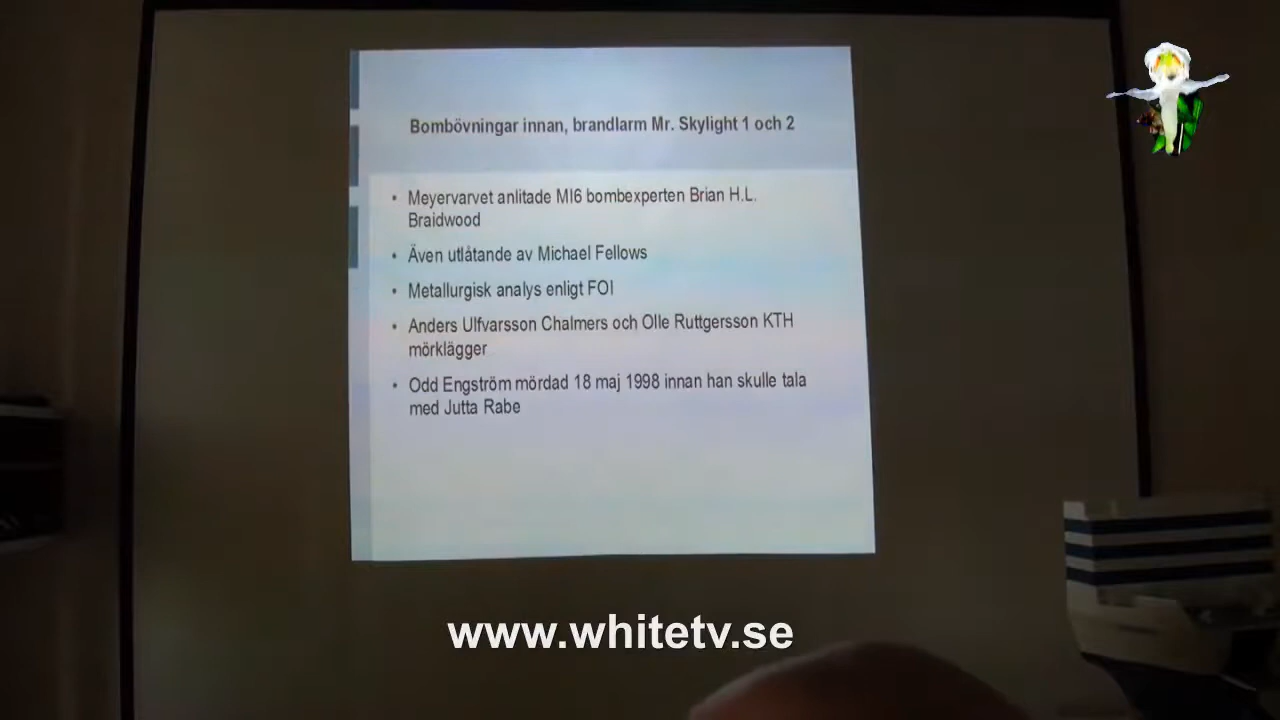 Bombövningar innan, brandlarm Mr. Skylight 1 och 2
• Meyervarvet anlitade MI6 bombexperten Brian H.L.
Braidwood
• Även utlåtande av Michael Fellows
• Metallurgisk analys enligt FOI
• Anders Ulfvarsson Chalmers och Olle Ruttgersson KTH
mörklägger
• Odd Engström mördad 18 maj 1998 innan han skulle tala
med Jutta Rabe
www.whitetv.se